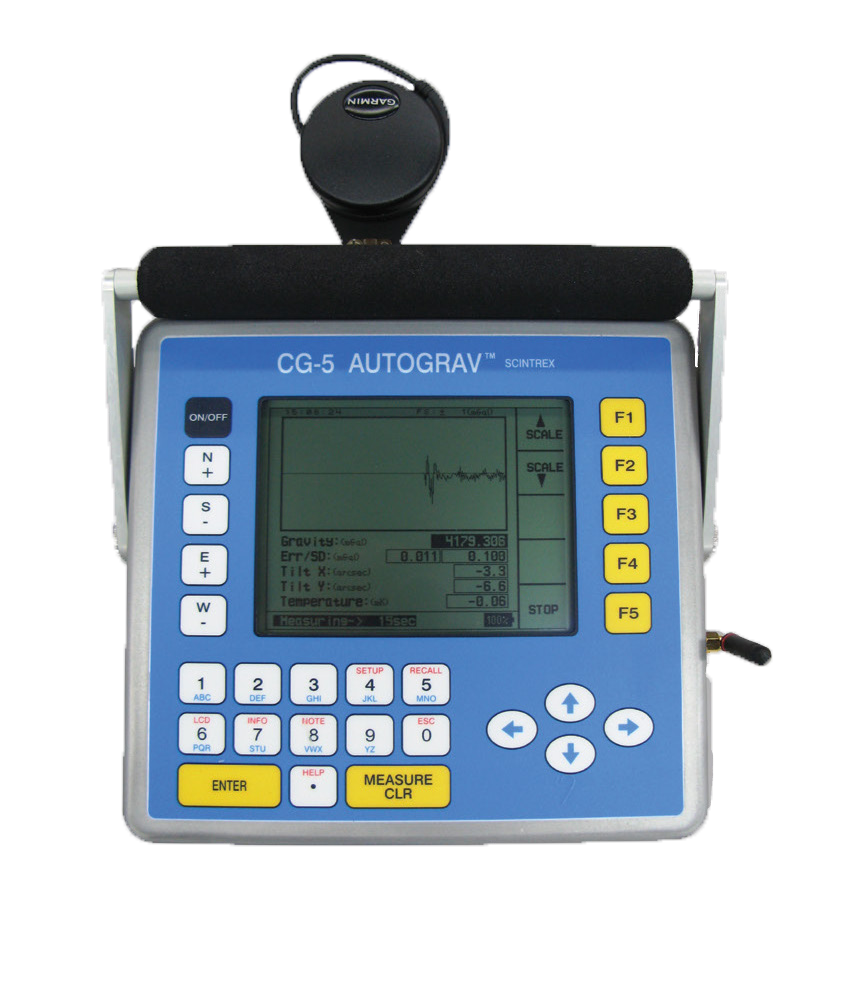 GARMIN
CG-5 AUTOGRAV™ SCINTREX
ON/OFF
N
+
S
-
E
+
W
-
SCALE
SCALE
STOP
Gravity:(mGal) 4179.308
Err/SD:(mGal) 0.011 0.100
Tilt X:(arcsec) -3.3
Tilt Y:(arcsec) -6.6
Temperature:(mK) -0.06
Measuring-> 15sec 100%
F1
F2
F3
F4
F5
1
ABC
2
DEF
3
GHI
SETUP
4
JKL
RECALL
5
MNO
LCD
6
PQR
INFO
7
STU
NOTE
8
VWX
9
YZ
ESC
0
ENTER
HELP
.
MEASURE
CLR